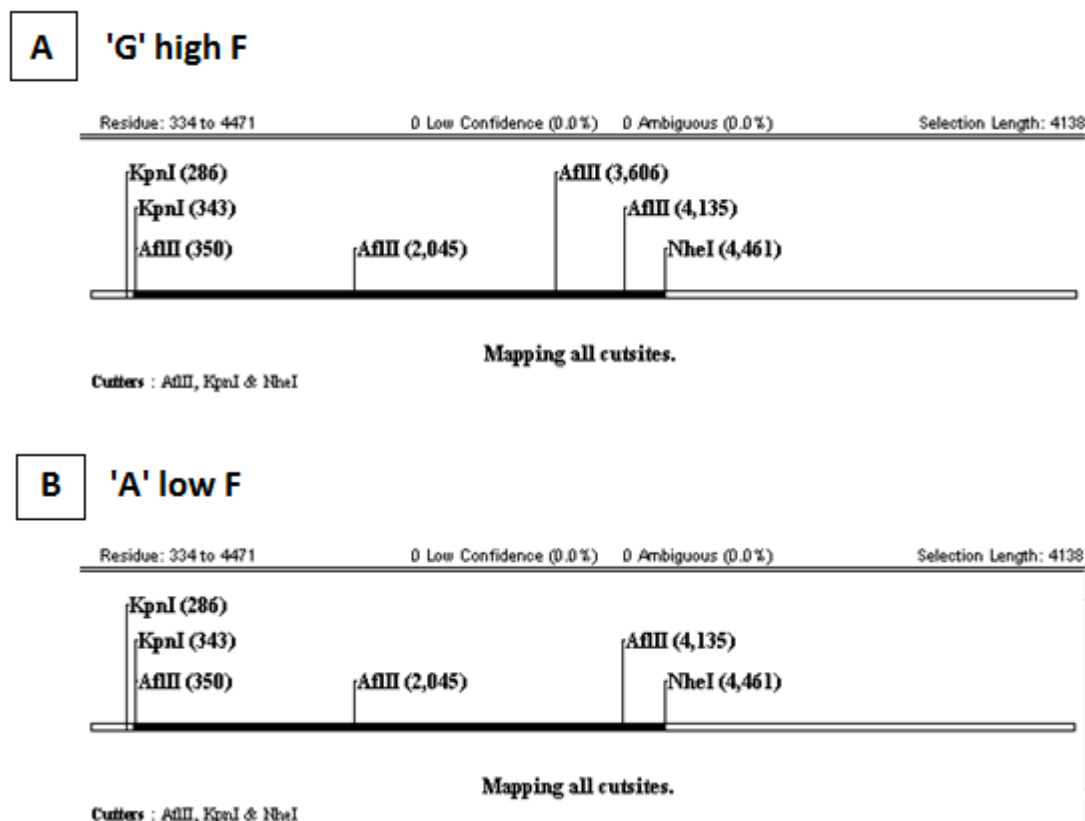 A 'G' high F
Residue: 334 to 4471 0 Low Confidence (0.0%) 0 Ambiguous (0.0%) Selection Length: 4138
KpnI (286) AflII (3,606)
KpnI (343) AflII (4,135)
AflII (350) AflII (2,045) NheI (4,461)
Mapping all cutsites.
Cutters : AflII, KpnI & NheI
B 'A' low F
Residue: 334 to 4471 0 Low Confidence (0.0%) 0 Ambiguous (0.0%) Selection Length: 4138
KpnI (286)
KpnI (343) AflII (4,135)
AflII (350) AflII (2,045) NheI (4,461)
Mapping all cutsites.
Cutters : AflII, KpnI & NheI